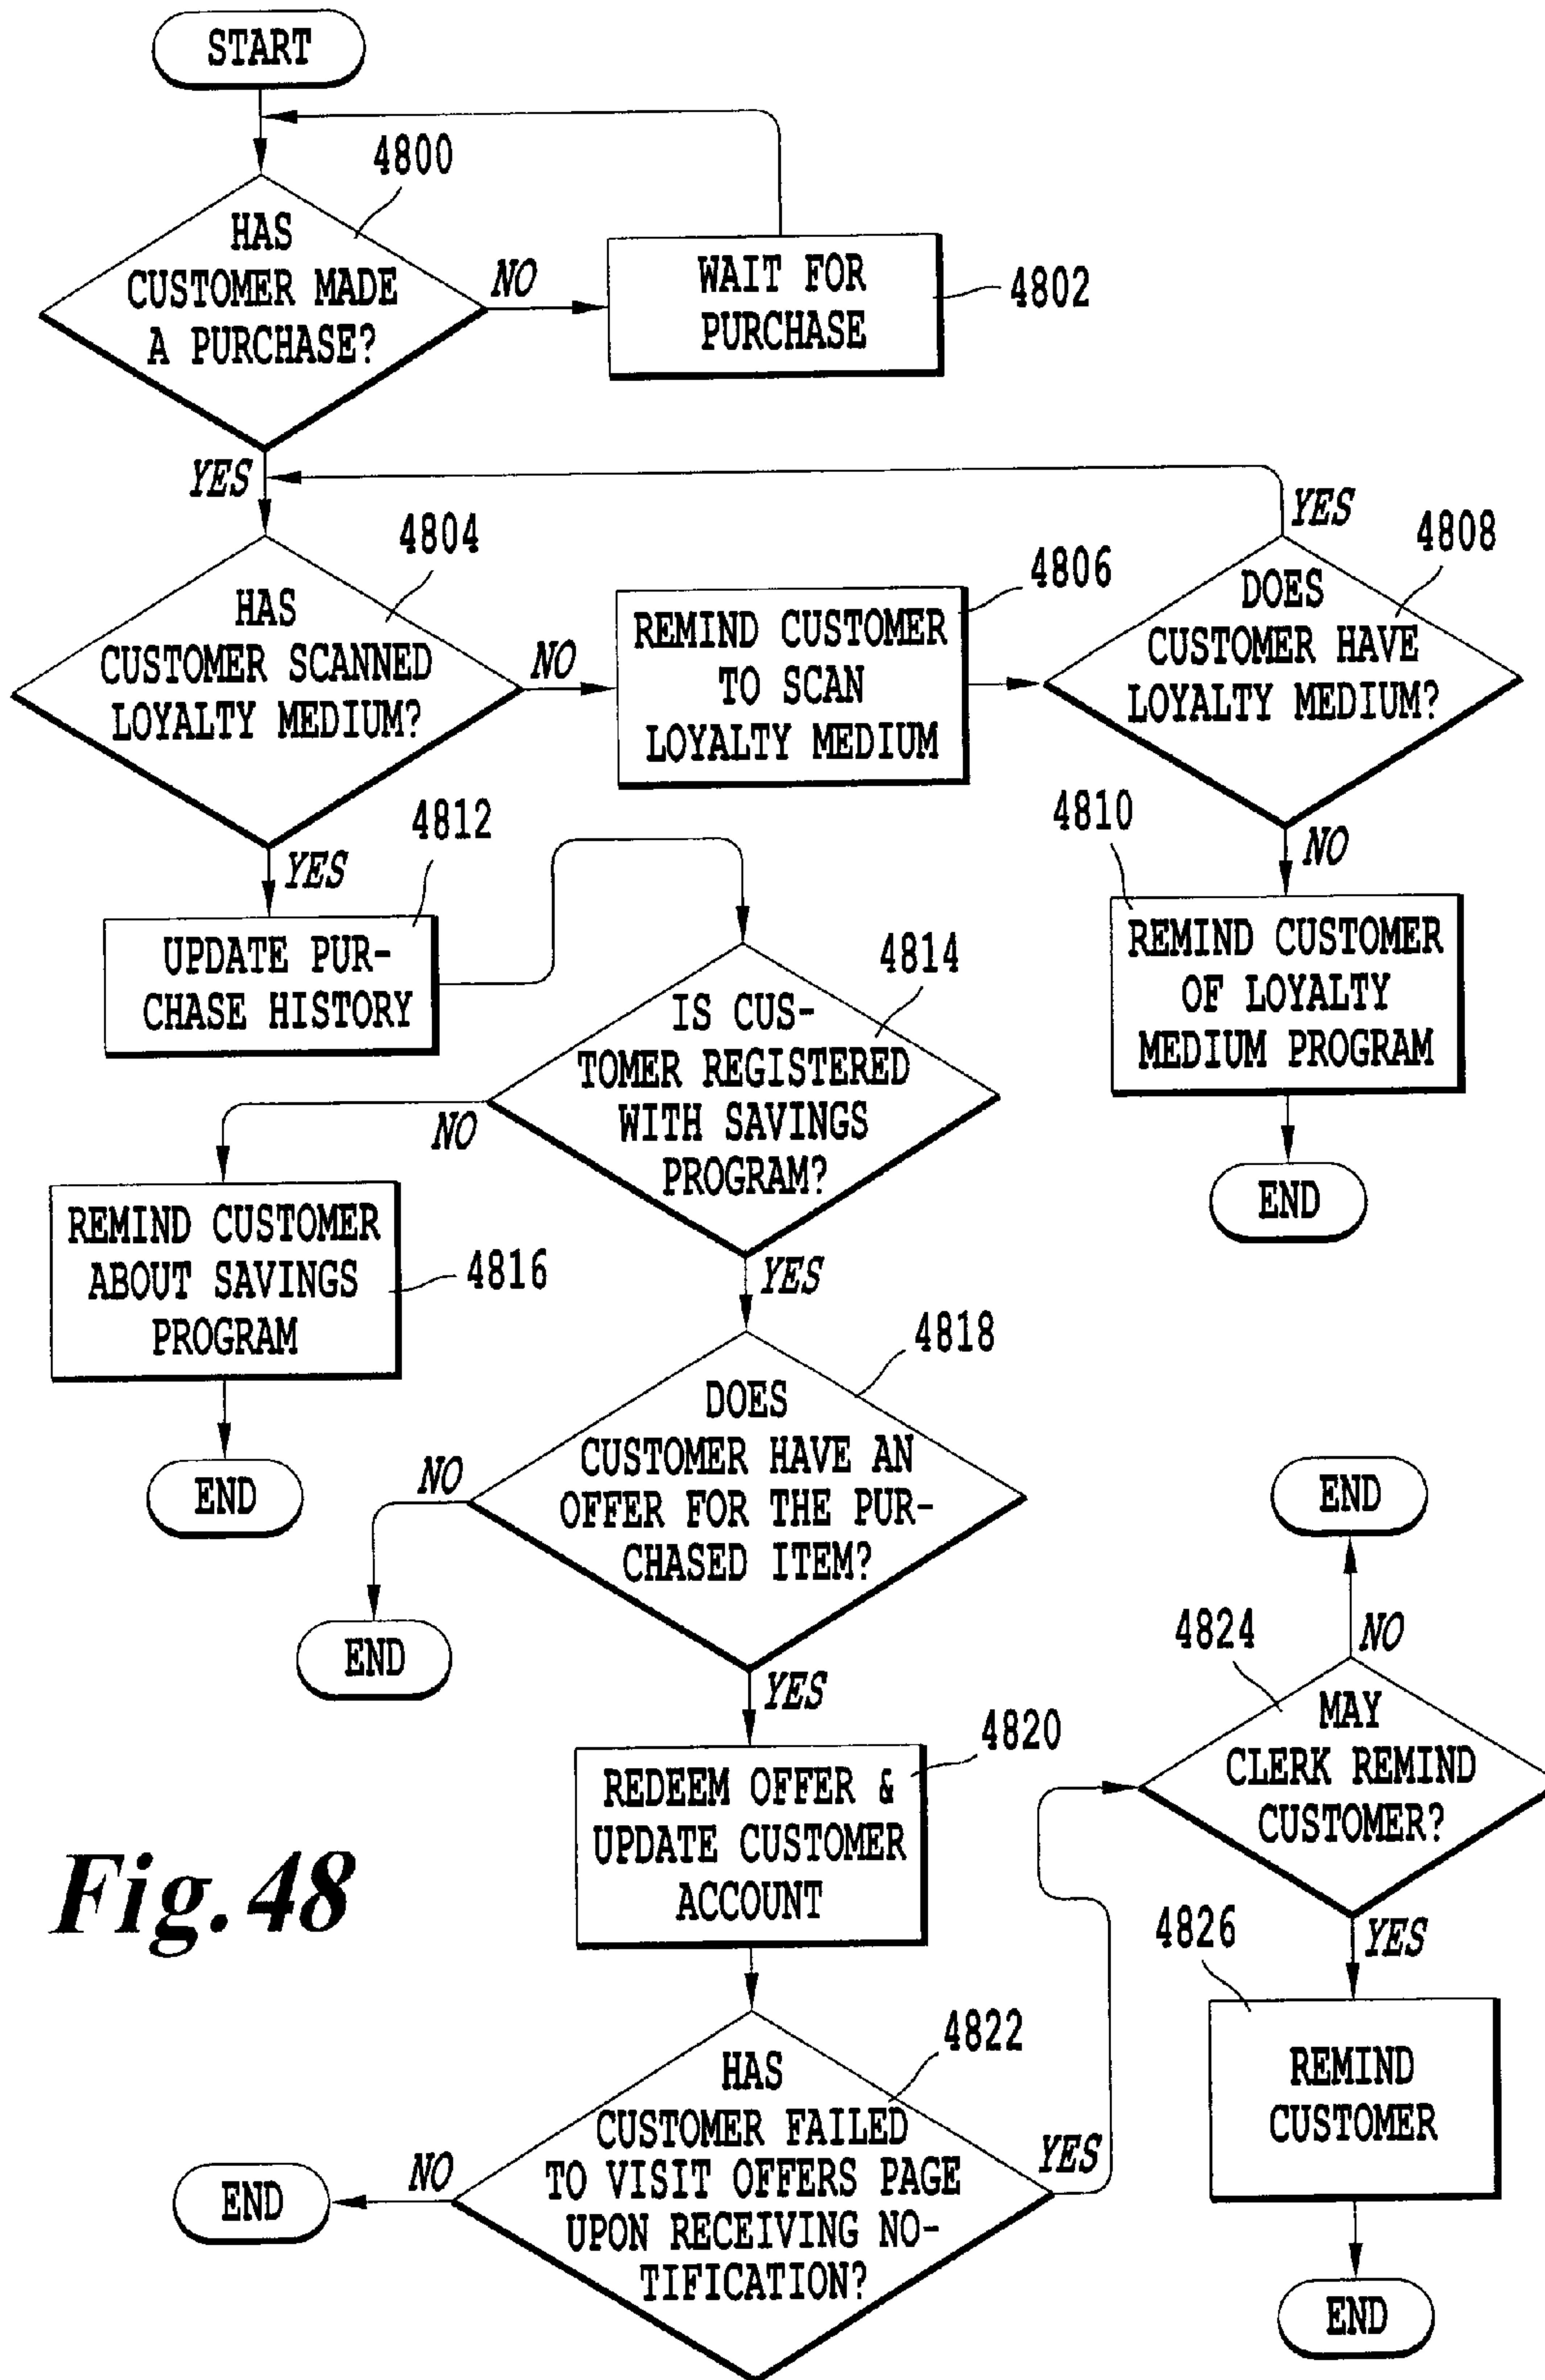 START
4800
HAS
CUSTOMER MADE
A PURCHASE?
NO
WAIT FOR
PURCHASE
4802
YES
4804
HAS
CUSTOMER SCANNED
LOYALTY MEDIUM?
NO
4806
REMIND CUSTOMER
TO SCAN
LOYALTY MEDIUM
YES
4808
DOES
CUSTOMER HAVE
LOYALTY MEDIUM?
4810
NO
REMIND CUSTOMER
OF LOYALTY
MEDIUM PROGRAM
END
YES
4812
UPDATE PUR-
CHASE HISTORY
4814
IS CUS-
TOMER REGISTERED
WITH SAVINGS
PROGRAM?
NO
REMIND CUSTOMER
ABOUT SAVINGS
PROGRAM
4816
END
YES
4818
DOES
CUSTOMER HAVE AN
OFFER FOR THE PUR-
CHASED ITEM?
NO
END
YES
4820
REDEEM OFFER &
UPDATE CUSTOMER
ACCOUNT
4822
HAS
CUSTOMER FAILED
TO VISIT OFFERS PAGE
UPON RECEIVING NO-
TIFICATION?
NO
END
YES
END
4824
NO
MAY
CLERK REMIND
CUSTOMER?
4826
YES
REMIND
CUSTOMER
END
Fig. 48